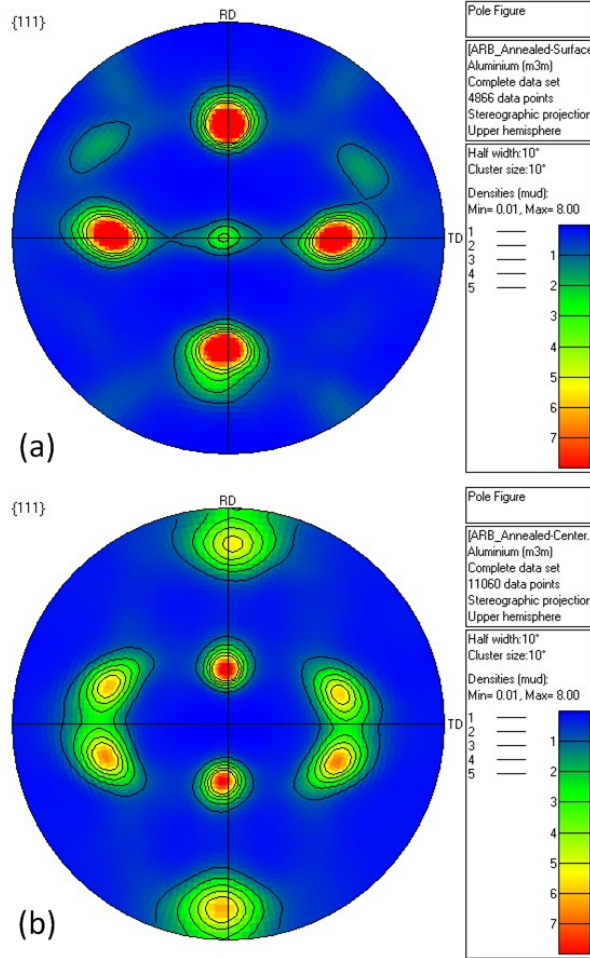 {111}
RD
TD
(a)
Pole Figure
[ARB_Annealed-Surface
Aluminium (m3m)
Complete data set
4866 data points
Stereographic projection
Upper hemisphere
Half width:10°
Cluster size:10°
Densities (mud):
Min= 0.01, Max= 8.00
1
2
3
4
5
1
2
3
4
5
6
7
{111}
RD
TD
(b)
Pole Figure
[ARB_Annealed-Center.
Aluminium (m3m)
Complete data set
11060 data points
Stereographic projection
Upper hemisphere
Half width:10°
Cluster size:10°
Densities (mud):
Min= 0.01, Max= 8.00
1
2
3
4
5
1
2
3
4
5
6
7